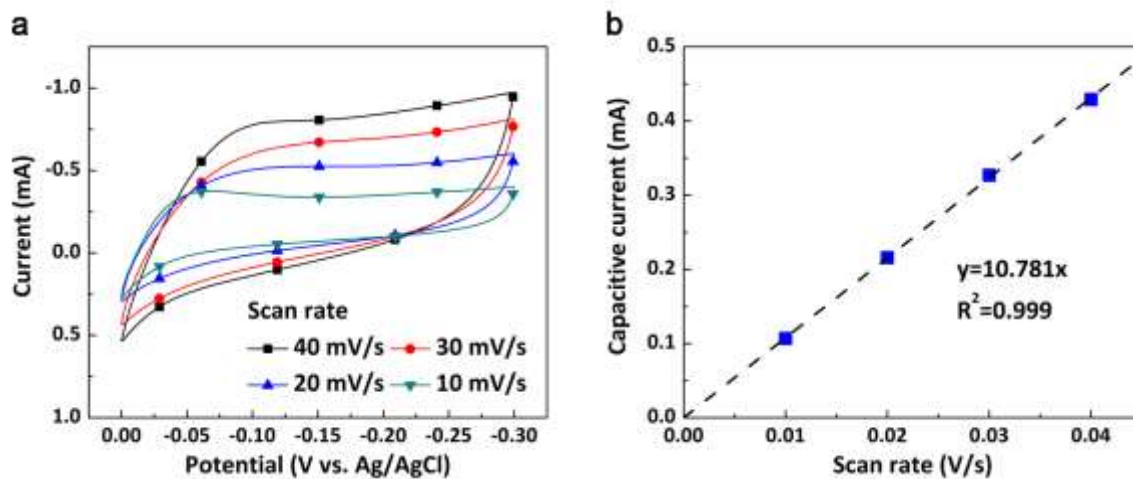 a
Current (mA)
-1.0
-0.5
0.0
0.5
1.0
Scan rate
40 mV/s
30 mV/s
20 mV/s
10 mV/s
0.00 -0.05 -0.10 -0.15 -0.20 -0.25 -0.30
Potential (V vs. Ag/AgCl)
b
Capacitive current (mA)
0.5
0.4
0.3
0.2
0.1
0.0
y=10.781x
R²=0.999
0.00 0.01 0.02 0.03 0.04
Scan rate (V/s)